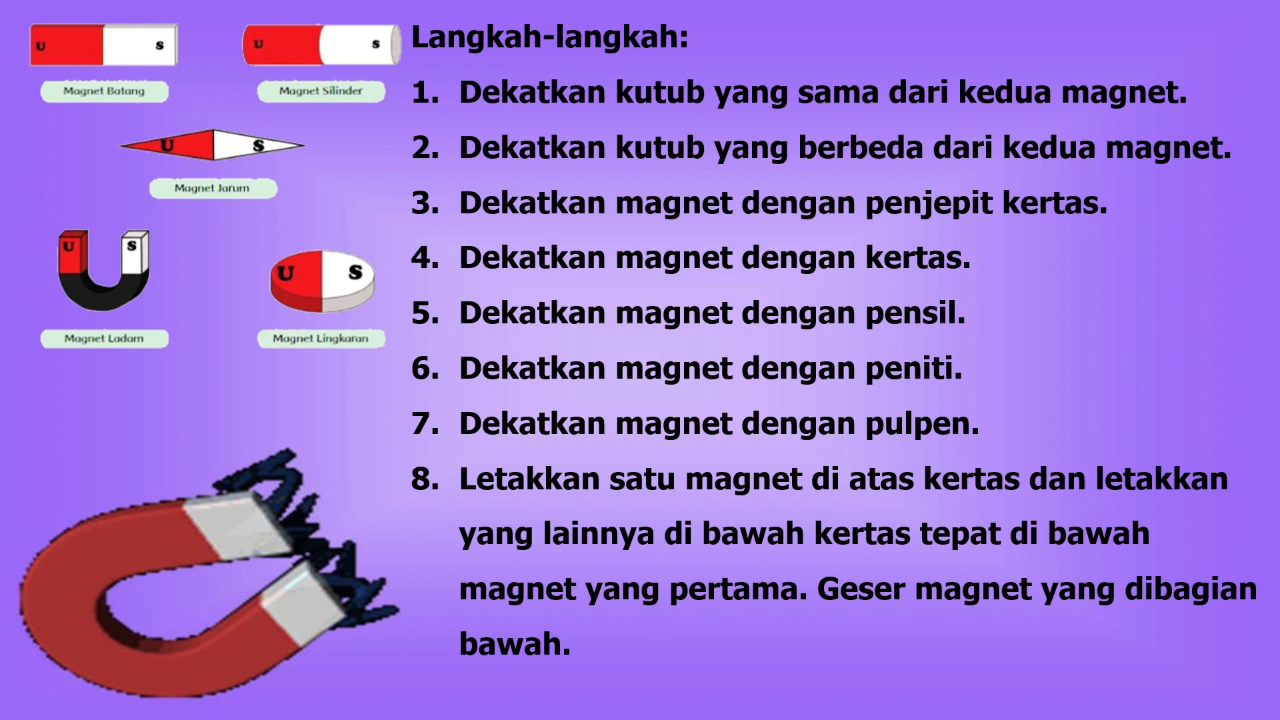 U S
Magnet Batang
U S
Magnet Silinder
U S
Magnet Jarum
U S
Magnet Ladam
U S
Magnet Lingkaran
Langkah-langkah:
1. Dekatkan kutub yang sama dari kedua magnet.
2. Dekatkan kutub yang berbeda dari kedua magnet.
3. Dekatkan magnet dengan penjepit kertas.
4. Dekatkan magnet dengan kertas.
5. Dekatkan magnet dengan pensil.
6. Dekatkan magnet dengan peniti.
7. Dekatkan magnet dengan pulpen.
8. Letakkan satu magnet di atas kertas dan letakkan
yang lainnya di bawah kertas tepat di bawah
magnet yang pertama. Geser magnet yang dibagian
bawah.